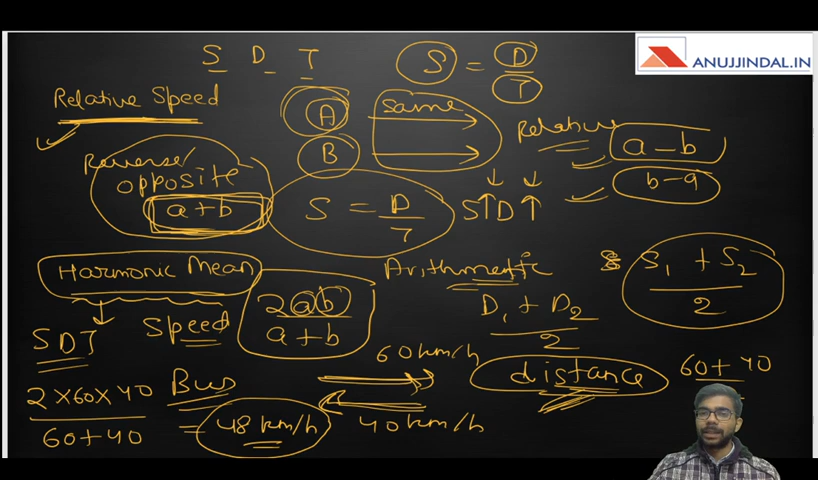 S D T
S = D/T
ANUJJINDAL.IN
Relative Speed
A
B
same
Relative
a - b
b - a
Reverse/
opposite
a + b
S = D/T
S↑ D↑
Harmonic Mean
2ab/a+b
Arithmetic
D₁ + D₂/2
S₁ + S₂/2
SDT
Speed
Bus
60 km/h
40 km/h
distance
60 + 40
2×60×40/60+40
= 48 km/h